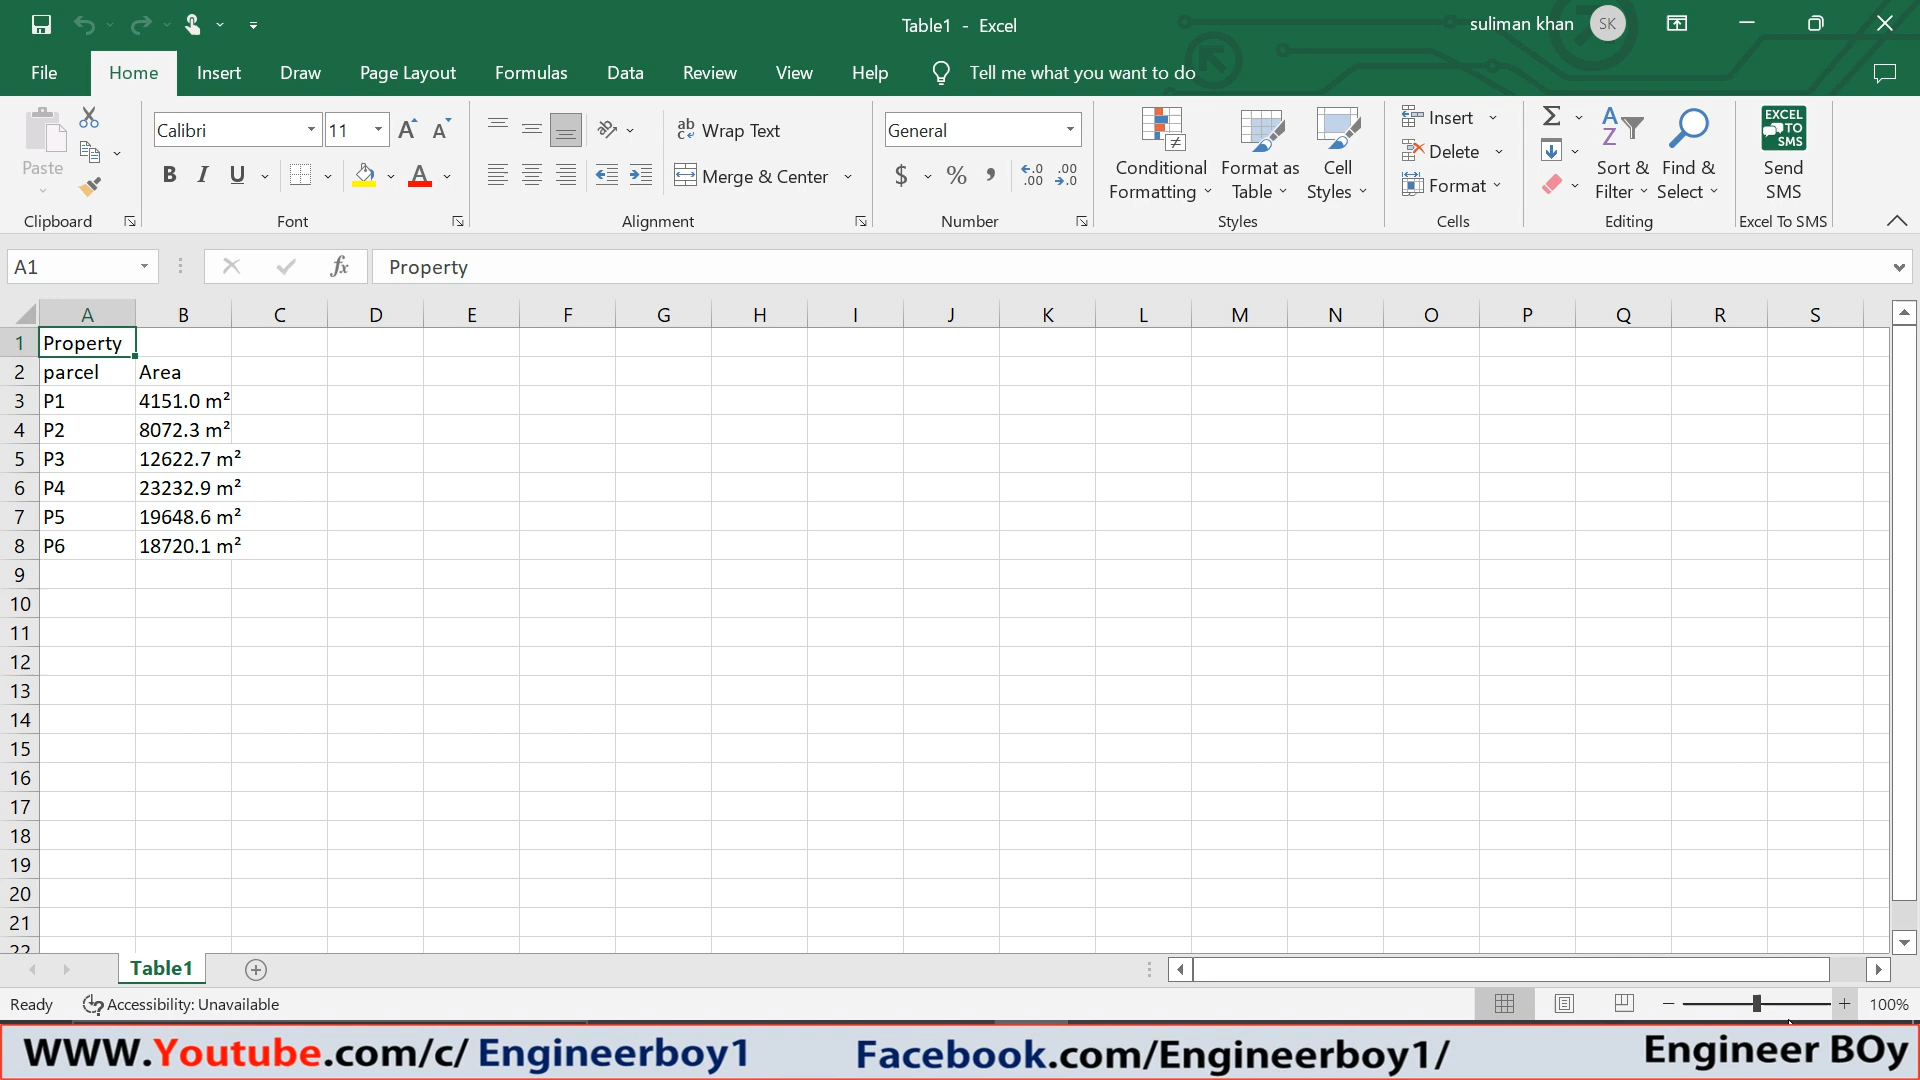 Table1 - Excel
suliman khan
SK
File
Home
Insert
Draw
Page Layout
Formulas
Data
Review
View
Help
Tell me what you want to do
Paste
Clipboard
Calibri
11
B I U
A
Font
ab Wrap Text
Merge & Center
Alignment
General
$ % , .00 .00
Number
Conditional Formatting
Format as Table
Cell Styles
Styles
Insert
Delete
Format
Cells
Sort & Filter
Find & Select
Editing
EXCEL TO SMS
Send SMS
Excel To SMS
A1
fx
Property
A B C D E F G H I J K L M N O P Q R S
1 Property
2 parcel Area
3 P1 4151.0 m²
4 P2 8072.3 m²
5 P3 12622.7 m²
6 P4 23232.9 m²
7 P5 19648.6 m²
8 P6 18720.1 m²
9
10
11
12
13
14
15
16
17
18
19
20
21
22
Table1
Ready
Accessibility: Unavailable
100%
WWW.Youtube.com/c/ Engineerboy1
Facebook.com/Engineerboy1/
Engineer BOy